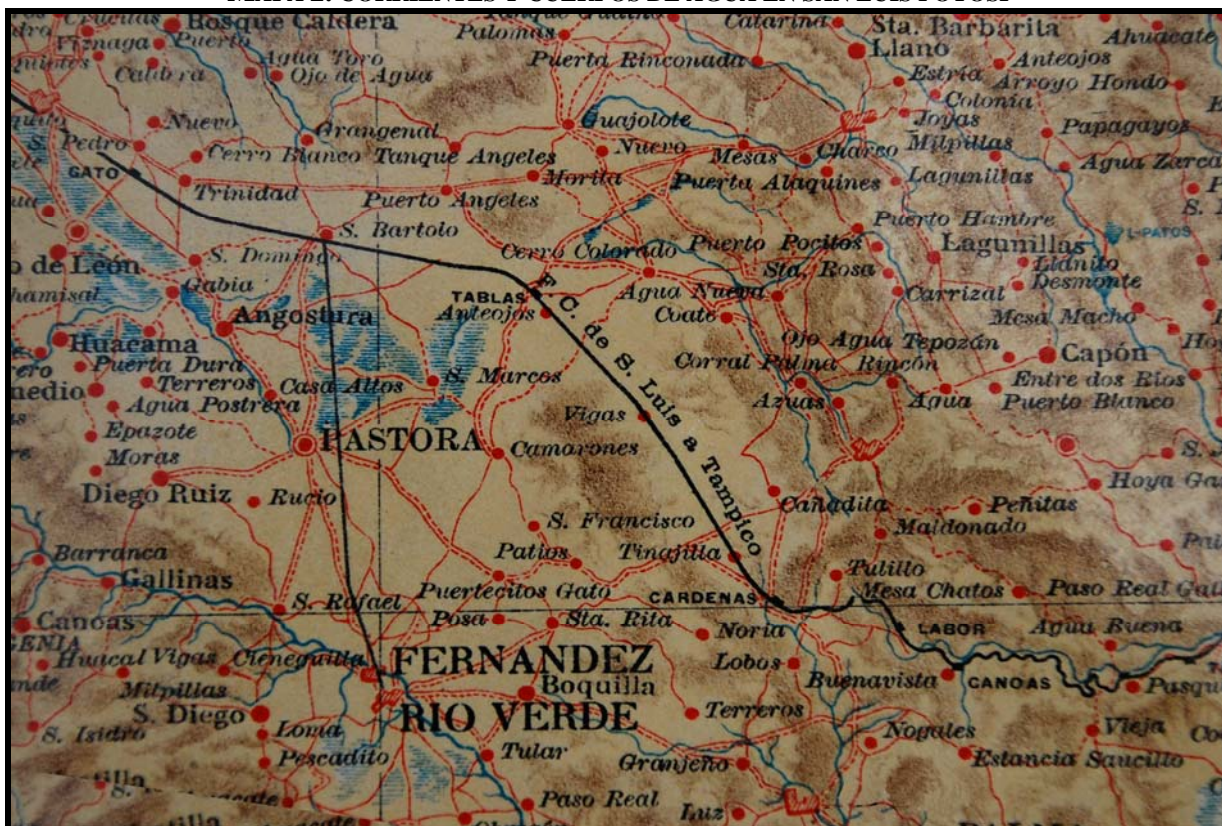 MAPA 2. CORRIENTES Y CUERPOS DE AGUA EN SAN LUIS POTOSÍ
Crucitas
Bosque Caldera
Tanque
Catarina
Sta. Barbarita
Ahuacate
Viznaga
Puerto
Palomas
Llano
Anteojos
Caldera
Agua Toro
Ojo de Agua
Puerta Rinconada
Estría
Arroyo Hondo
Colonia
Nuevo
Grangenal
Guajolote
Joyas
Papagayos
S. Pedro
Cerro Blanco
Tanque Angeles
Nuevo
Mesas
Charco
Milpillas
Agua Zarca
GATO
Trinidad
Morita
Puerta Alaquines
Lagunillas
Puerto Angeles
Puerto Hambre
S. Bartolo
Cerro Colorado
Puerto Pocitos
Lagunillas
L-PATOS
o de León
S. Domingo
Sta. Rosa
Llanito
Gabia
TABLAS
Agua Nueva
Carrizal
Desmonte
Angostura
Anteojos
F. C. de S. Luis a Tampico
Coate
Mesa Macho
Huacama
Ojo Agua Tepozán
Capón
Puerta Dura
Corral Palma Rincón
Terreros
Casa Altos
S. Marcos
Entre dos Rios
Agua Postrera
Vigas
Azuas
Agua
Puerto Blanco
Epazote
PASTORA
Camarones
Moras
Diego Ruiz
Rucio
Cañadita
Peñitas
S. Francisco
Maldonado
Barranca
Patios
Tinajilla
Gallinas
Tulillo
S. Rafael
Puertecitos
Gato
CARDENAS
Mesa Chatos
Paso Real
Canoas
Posa
Sta. Rita
Noria
LABOR
Agua Buena
Huacal
Vigas
Cieneguilla
FERNANDEZ
Lobos
Buenavista
CANOAS
Milpillas
Boquilla
S. Diego
RIO VERDE
Terreros
Nogales
Vieja
S. Isidro
Loma
Pescadito
Tular
Granjeño
Estancia
Saucillo
Paso Real
Luz